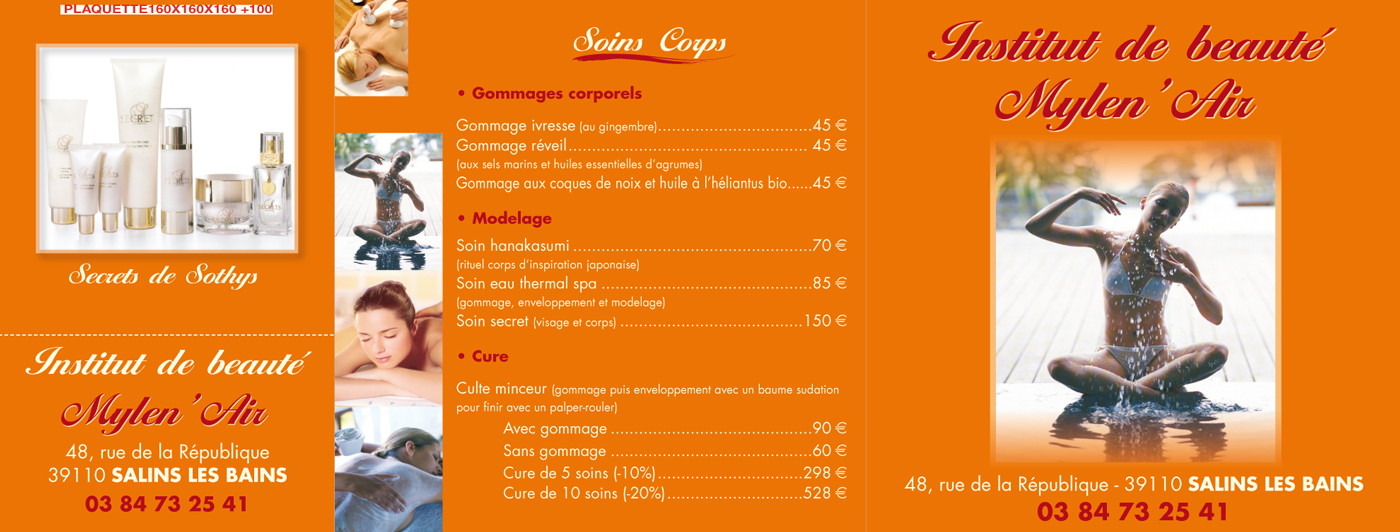 PLAQUETTE160X160X160 +100
Secrets de Sothys
Institut de beauté
Mylen'Air
48, rue de la République
39110 SALINS LES BAINS
03 84 73 25 41
Soins Corps
• Gommages corporels
Gommage ivresse (au gingembre)................................45 €
Gommage réveil.................................................. 45 €
(aux sels marins et huiles essentielles d'agrumes)
Gommage aux coques de noix et huile à l'héliantus bio......45 €
• Modelage
Soin hanakasumi ..................................................70 €
(rituel corps d'inspiration japonaise)
Soin eau thermal spa ............................................85 €
(gommage, enveloppement et modelage)
Soin secret (visage et corps) ......................................150 €
• Cure
Culte minceur (gommage puis enveloppement avec un baume sudation
pour finir avec un palper-rouler)
Avec gommage ..........................................90 €
Sans gommage ..........................................60 €
Cure de 5 soins (-10%)..............................298 €
Cure de 10 soins (-20%)............................528 €
Institut de beauté
Mylen'Air
48, rue de la République - 39110 SALINS LES BAINS
03 84 73 25 41